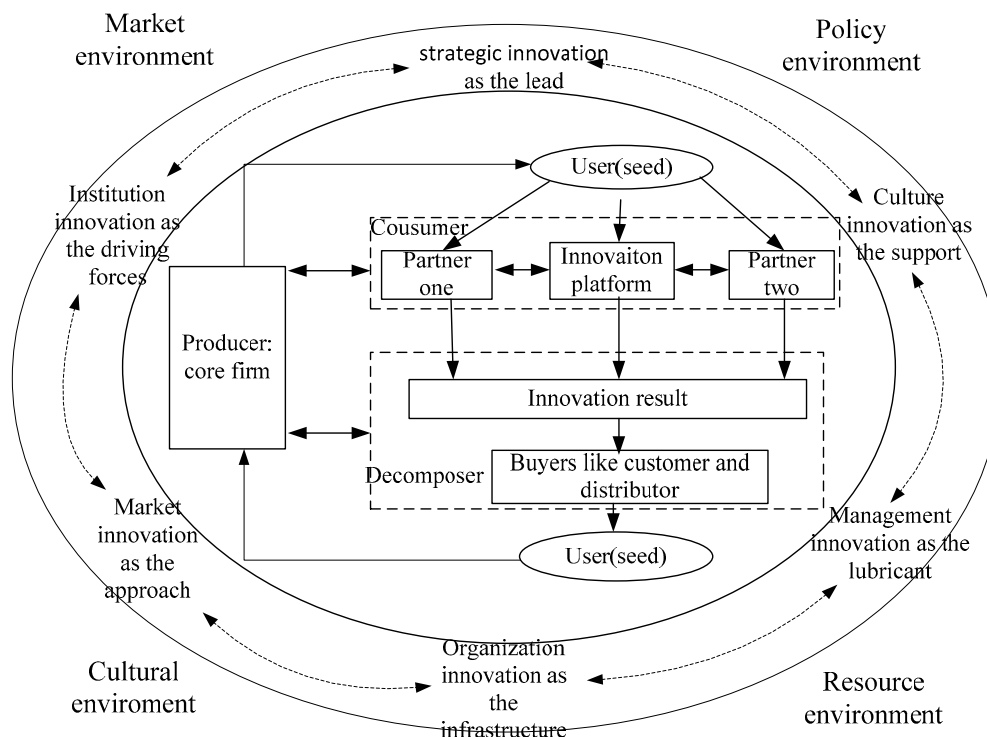 Market
environment
Policy
environment
strategic innovation
as the lead
Institution
innovation as
the driving
forces
Culture
innovation as
the support
User(seed)
Cousumer
Partner
one
Innovaiton
platform
Partner
two
Producer:
core firm
Innovation result
Decomposer
Buyers like customer and
distributor
User(seed)
Market
innovation
as the
approach
Management
innovation as the
lubricant
Organization
innovation as
the
infrastructure
Cultural
enviroment
Resource
environment